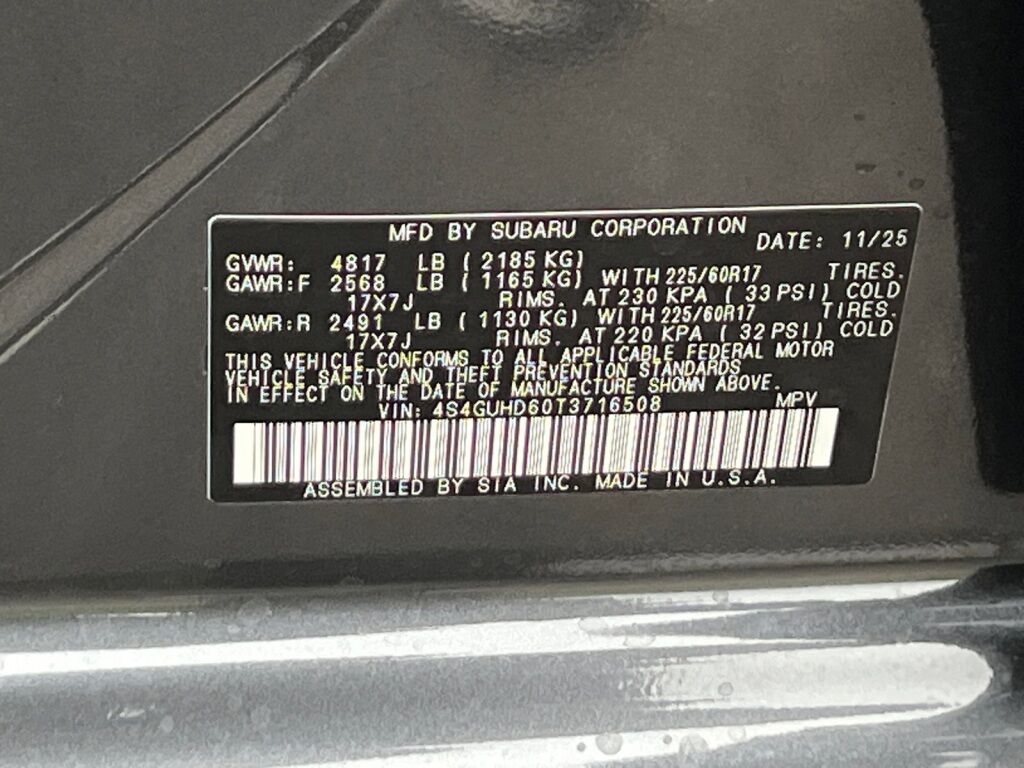 MFD BY SUBARU CORPORATION DATE: 11/25
GVWR: 4817 LB ( 2185 KG)
GAWR:F 2568 LB ( 1165 KG) WITH 225/60R17 TIRES.
17X7J RIMS. AT 230 KPA ( 33 PSI) COLD
GAWR:R 2491 LB ( 1130 KG) WITH 225/60R17 TIRES.
17X7J RIMS. AT 220 KPA ( 32 PSI) COLD
THIS VEHICLE CONFORMS TO ALL APPLICABLE FEDERAL MOTOR
VEHICLE SAFETY AND THEFT PREVENTION STANDARDS
IN EFFECT ON THE DATE OF MANUFACTURE SHOWN ABOVE.
VIN: 4S4GUHD60T3716508 MPV
ASSEMBLED BY SIA INC. MADE IN U.S.A.